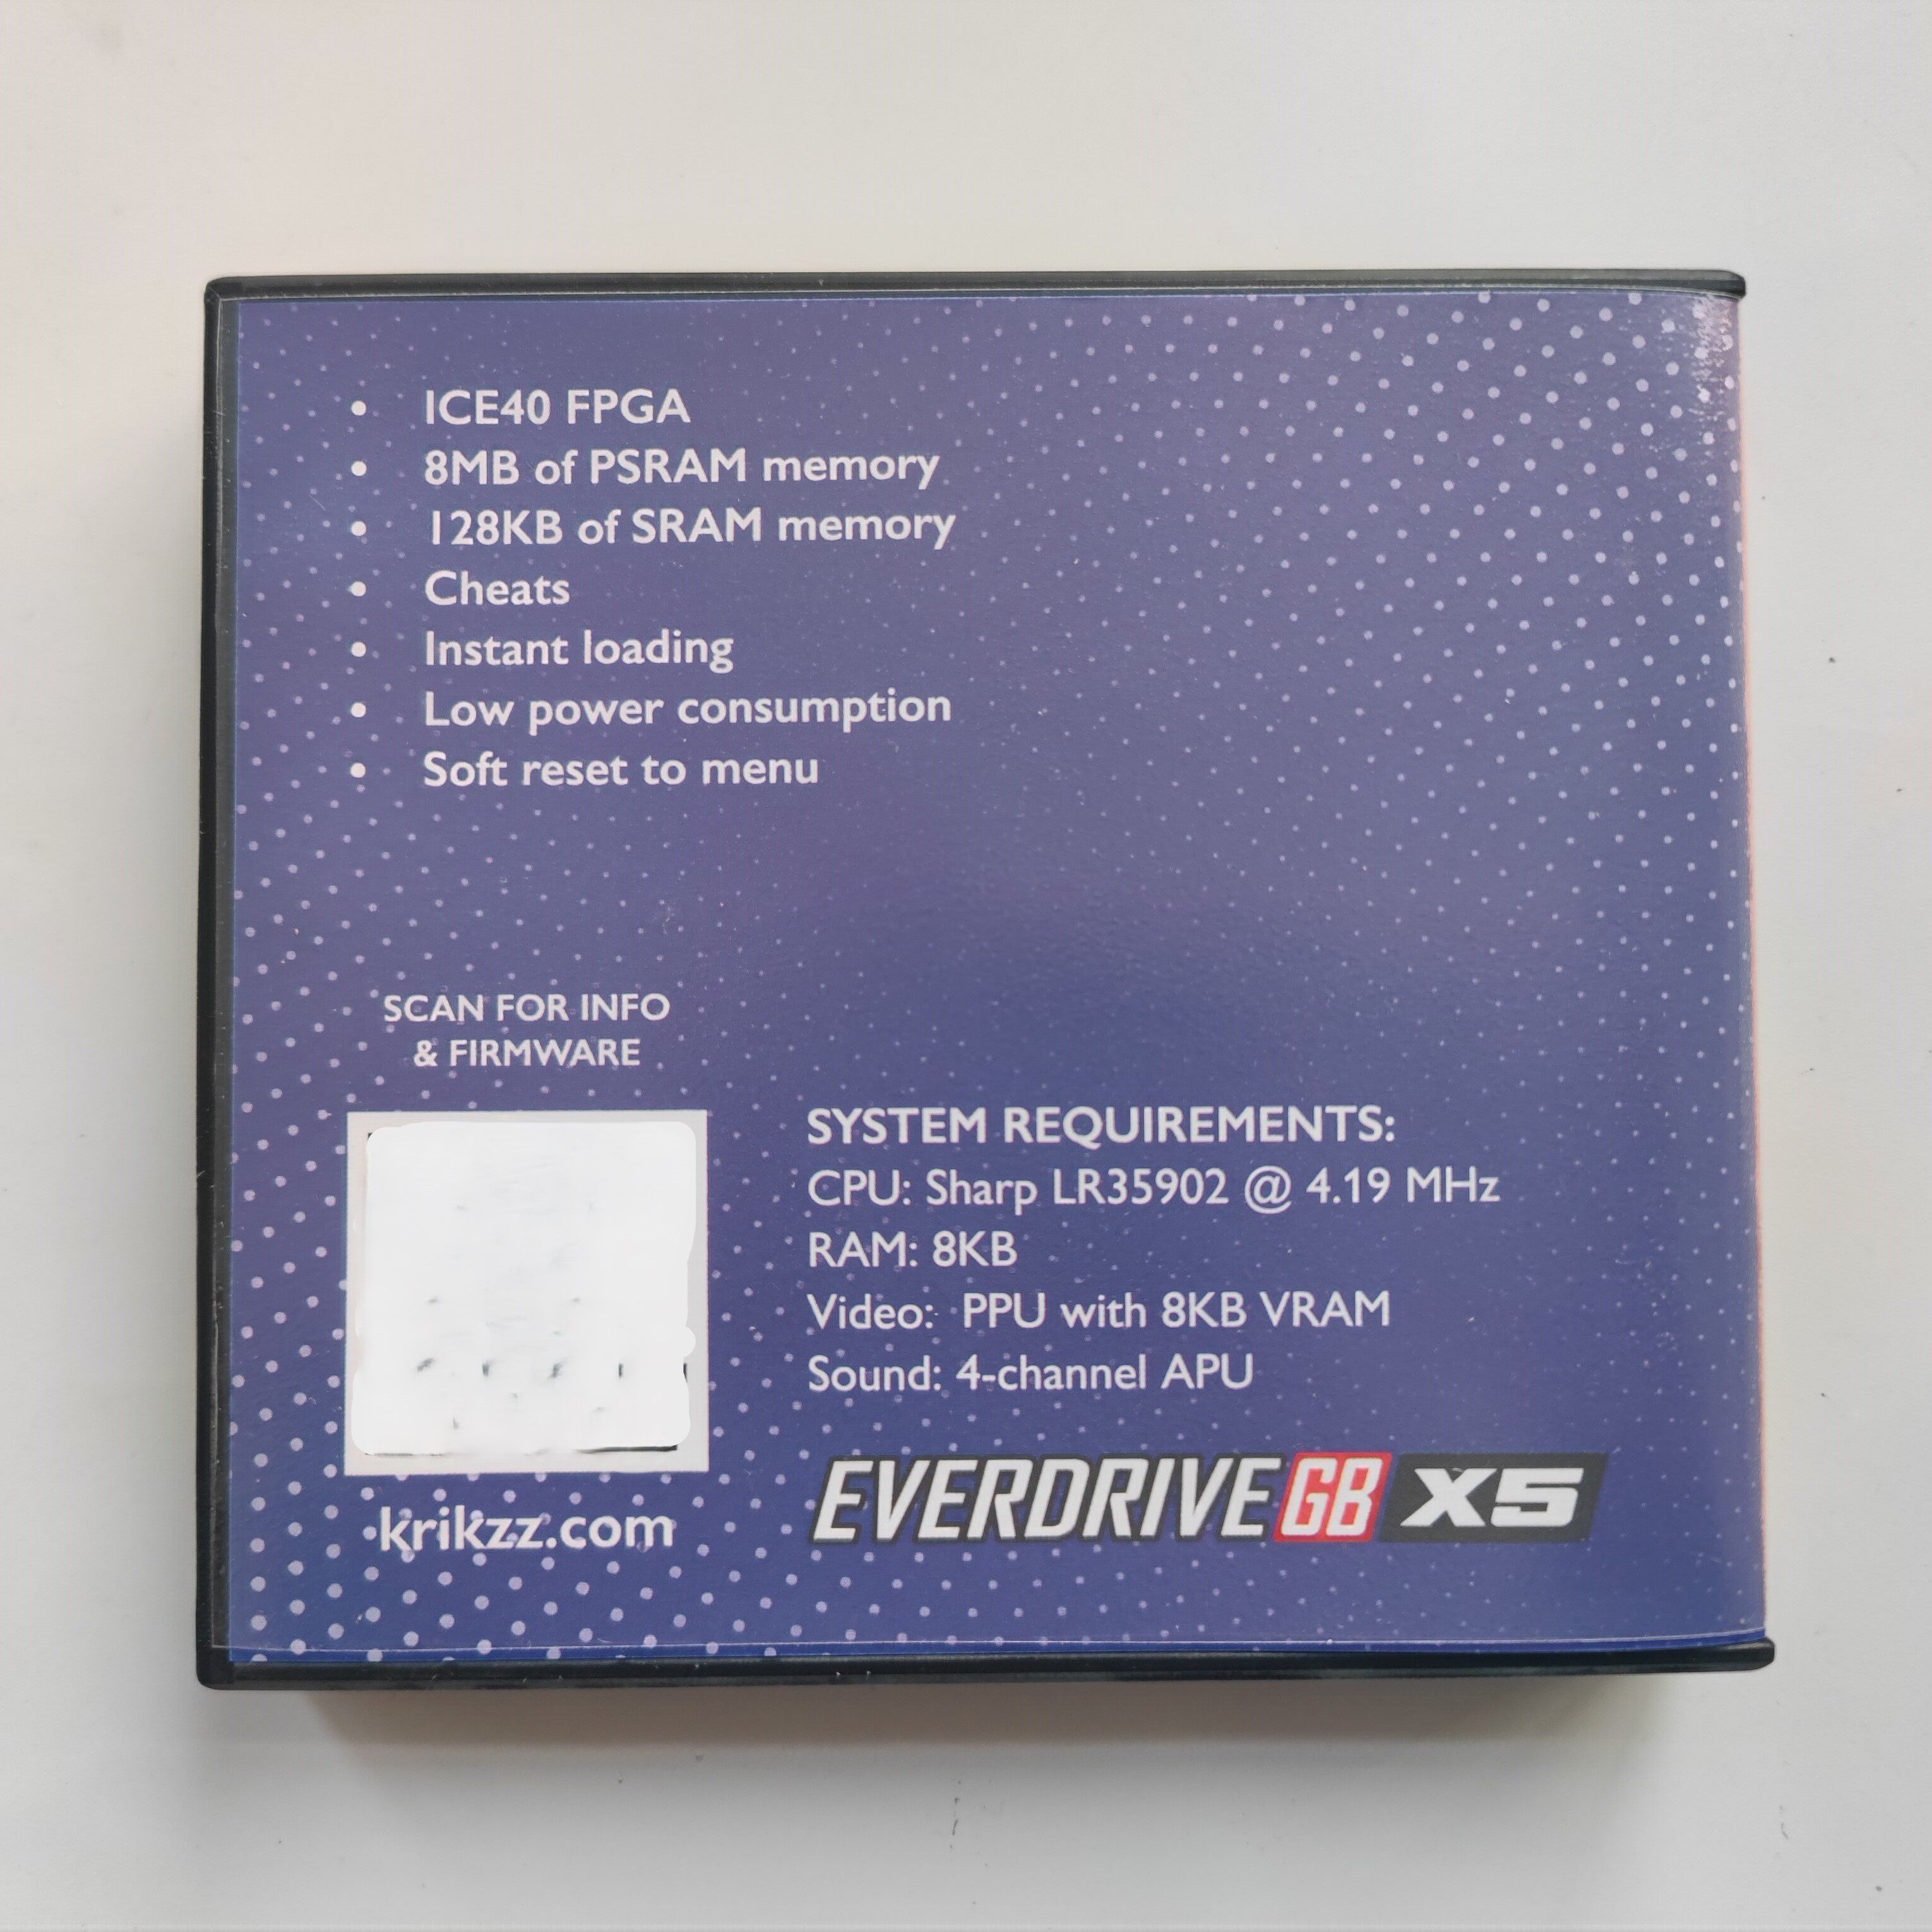 • ICE40 FPGA
• 8MB of PSRAM memory
• 128KB of SRAM memory
• Cheats
• Instant loading
• Low power consumption
• Soft reset to menu
SCAN FOR INFO
& FIRMWARE
krikzz.com
SYSTEM REQUIREMENTS:
CPU: Sharp LR35902 @ 4.19 MHz
RAM: 8KB
Video: PPU with 8KB VRAM
Sound: 4-channel APU
EVERDRIVE GB X5